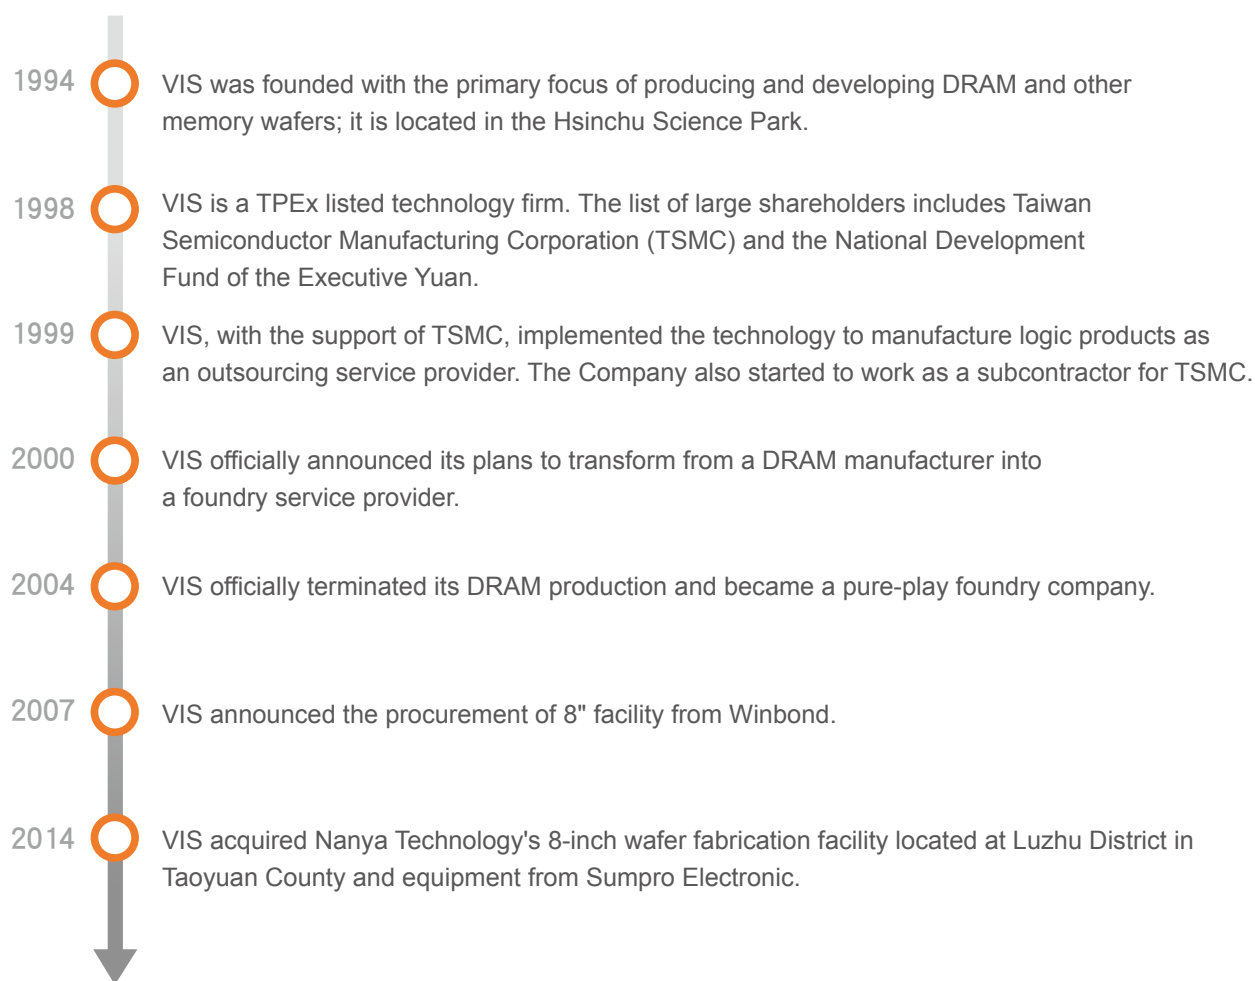 1994
VIS was founded with the primary focus of producing and developing DRAM and other
memory wafers; it is located in the Hsinchu Science Park.
1998
VIS is a TPEx listed technology firm. The list of large shareholders includes Taiwan
Semiconductor Manufacturing Corporation (TSMC) and the National Development
Fund of the Executive Yuan.
1999
VIS, with the support of TSMC, implemented the technology to manufacture logic products as
an outsourcing service provider. The Company also started to work as a subcontractor for TSMC.
2000
VIS officially announced its plans to transform from a DRAM manufacturer into
a foundry service provider.
2004
VIS officially terminated its DRAM production and became a pure-play foundry company.
2007
VIS announced the procurement of 8" facility from Winbond.
2014
VIS acquired Nanya Technology's 8-inch wafer fabrication facility located at Luzhu District in
Taoyuan County and equipment from Sumpro Electronic.